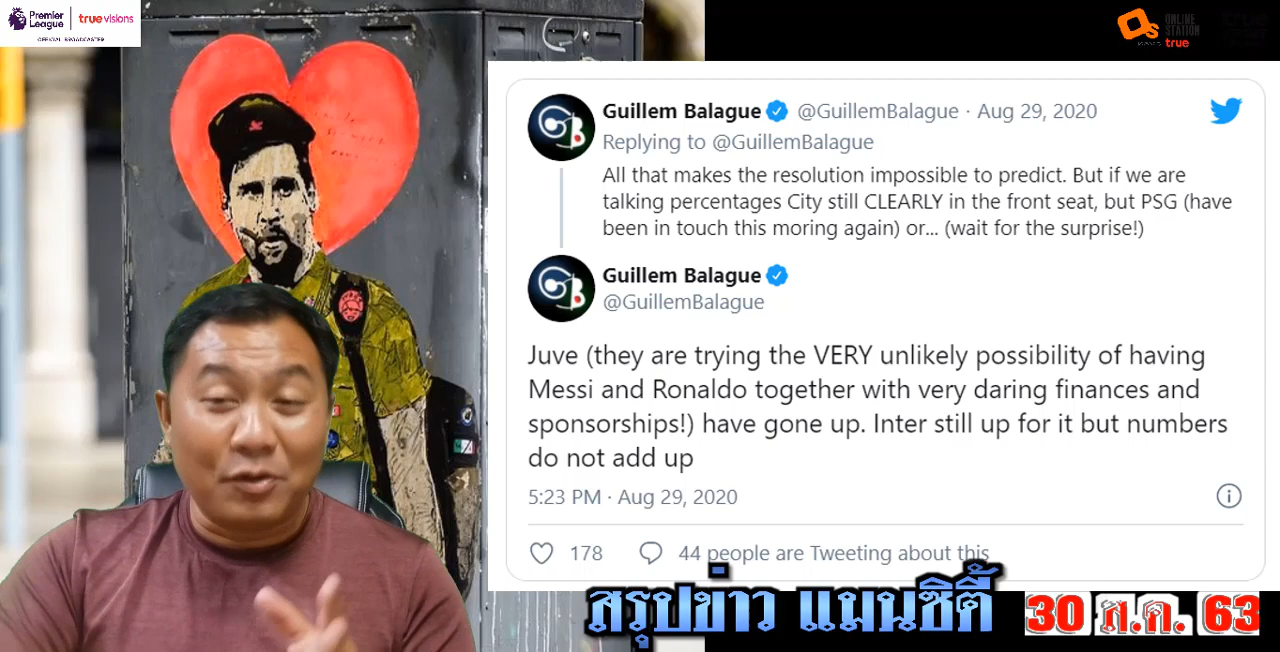 Premier
League
true visions
OFFICIAL BROADCASTER
ONLINE
STATION
true
Guillem Balague @GuillemBalague · Aug 29, 2020
Replying to @GuillemBalague
All that makes the resolution impossible to predict. But if we are
talking percentages City still CLEARLY in the front seat, but PSG (have
been in touch this moring again) or... (wait for the surprise!)
Guillem Balague
@GuillemBalague
Juve (they are trying the VERY unlikely possibility of having
Messi and Ronaldo together with very daring finances and
sponsorships!) have gone up. Inter still up for it but numbers
do not add up
5:23 PM · Aug 29, 2020
178 44 people are Tweeting about this
สรุปข่าว แมนซิตี้ 30 ส.ค. 63